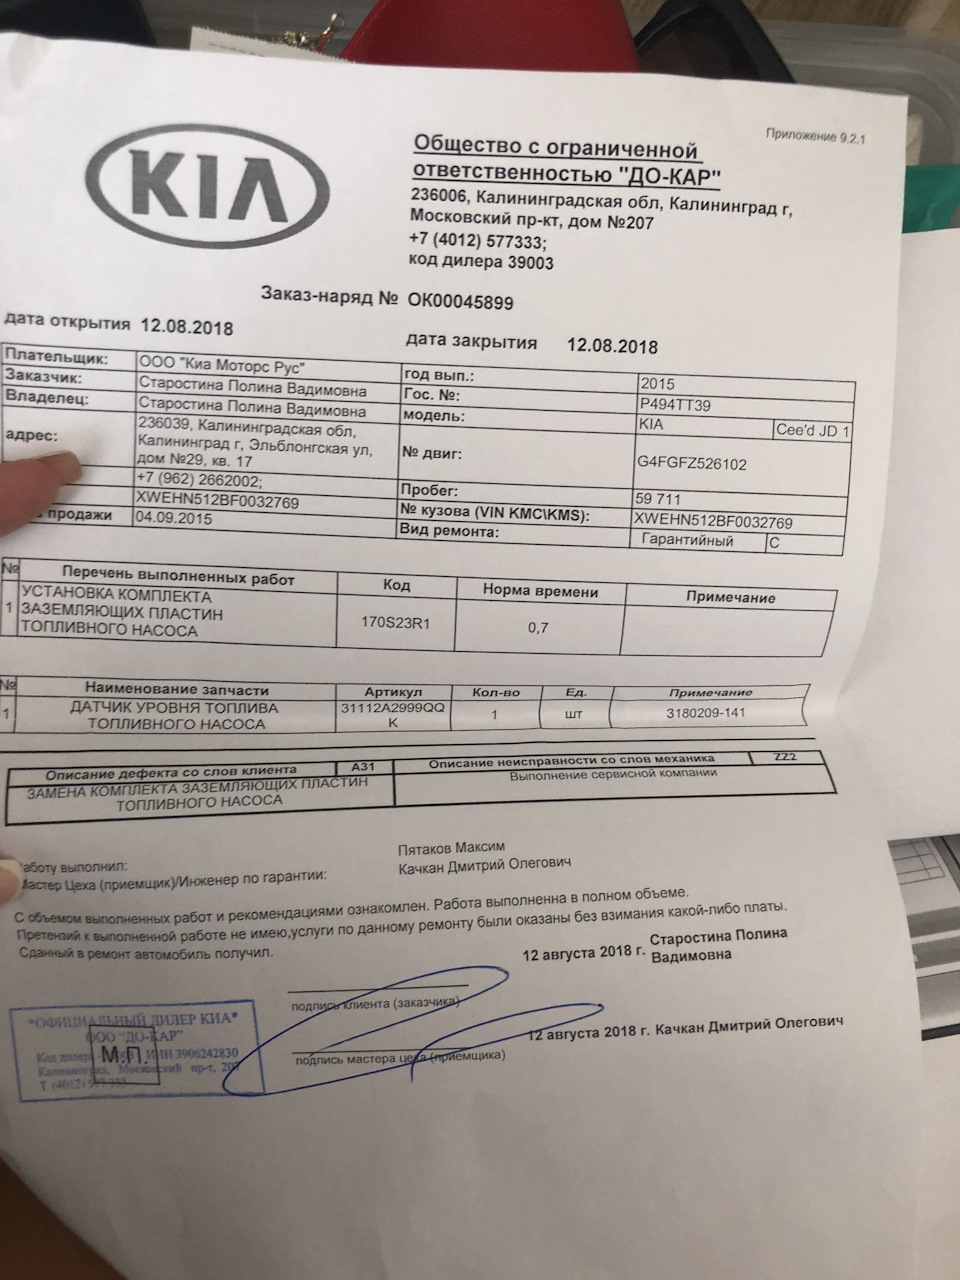 Приложение 9.2.1
KIA
Общество с ограниченной
ответственностью "ДО-КАР"
236006, Калининградская обл, Калининград г,
Московский пр-кт, дом №207
+7 (4012) 577333;
код дилера 39003
Заказ-наряд № ОК00045899
дата открытия 12.08.2018 дата закрытия 12.08.2018
Плательщик: ООО "Киа Моторс Рус" год вып.: 2015
Заказчик: Старостина Полина Вадимовна Гос. №: Р494ТТ39
Владелец: Старостина Полина Вадимовна модель: KIA Cee'd JD 1
адрес: 236039, Калининградская обл,
Калининград г, Эльблонгская ул,
дом №29, кв. 17
№ двиг: G4FGFZ526102
+7 (962) 2662002; Пробег: 59 711
XWEHN512BF0032769 № кузова (VIN KMC\KMS): XWEHN512BF0032769
продажи 04.09.2015 Вид ремонта: Гарантийный С
№ Перечень выполненных работ Код Норма времени Примечание
1 УСТАНОВКА КОМПЛЕКТА
ЗАЗЕМЛЯЮЩИХ ПЛАСТИН
ТОПЛИВНОГО НАСОСА
170S23R1 0,7
№ Наименование запчасти Артикул Кол-во Ед. Примечание
1 ДАТЧИК УРОВНЯ ТОПЛИВА
ТОПЛИВНОГО НАСОСА
31112A2999QQ
K
1 шт 3180209-141
Описание дефекта со слов клиента А31 Описание неисправности со слов механика ZZ2
ЗАМЕНА КОМПЛЕКТА ЗАЗЕМЛЯЮЩИХ ПЛАСТИН
ТОПЛИВНОГО НАСОСА
Выполнение сервисной компании
аботу выполнил: Пятаков Максим
Мастер Цеха (приемщик)/Инженер по гарантии: Качкан Дмитрий Олегович
С объемом выполненных работ и рекомендациями ознакомлен. Работа выполненна в полном объеме.
Претензий к выполненной работе не имею,услуги по данному ремонту были оказаны без взимания какой-либо платы.
Сданный в ремонт автомобиль получил.
12 августа 2018 г. Старостина Полина
Вадимовна
подпись клиента (заказчика)
12 августа 2018 г. Качкан Дмитрий Олегович
подпись мастера цеха (приемщика)
*ОФИЦИАЛЬНЫЙ ДИЛЕР КИА*
ООО "ДО-КАР"
М.П.
Код дилера ИНН 3906242830
Калининград, Московский пр-т, 207
Т. (4012)